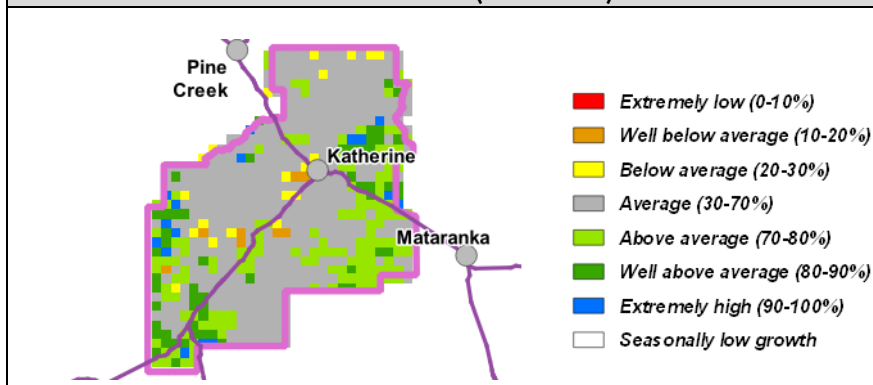 Pine
Creek
Katherine
Mataranka
Extremely low (0-10%)
Well below average (10-20%)
Below average (20-30%)
Average (30-70%)
Above average (70-80%)
Well above average (80-90%)
Extremely high (90-100%)
Seasonally low growth